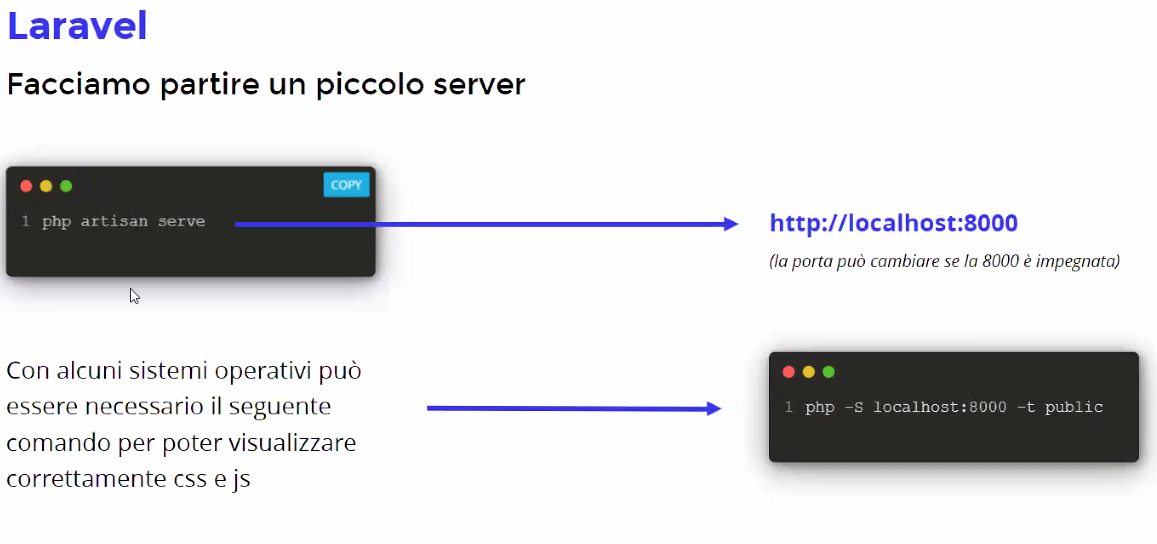 Laravel
Facciamo partire un piccolo server
COPY
1 php artisan serve
http://localhost:8000
(la porta può cambiare se la 8000 è impegnata)
Con alcuni sistemi operativi può
essere necessario il seguente
comando per poter visualizzare
correttamente css e js
1 php -S localhost:8000 -t public